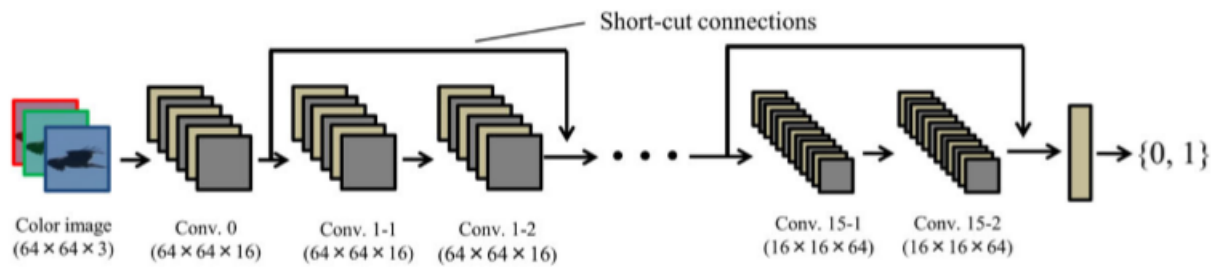 Short-cut connections
{0, 1}
Color image
(64×64×3)
Conv. 0
(64×64×16)
Conv. 1-1
(64×64×16)
Conv. 1-2
(64×64×16)
Conv. 15-1
(16×16×64)
Conv. 15-2
(16×16×64)